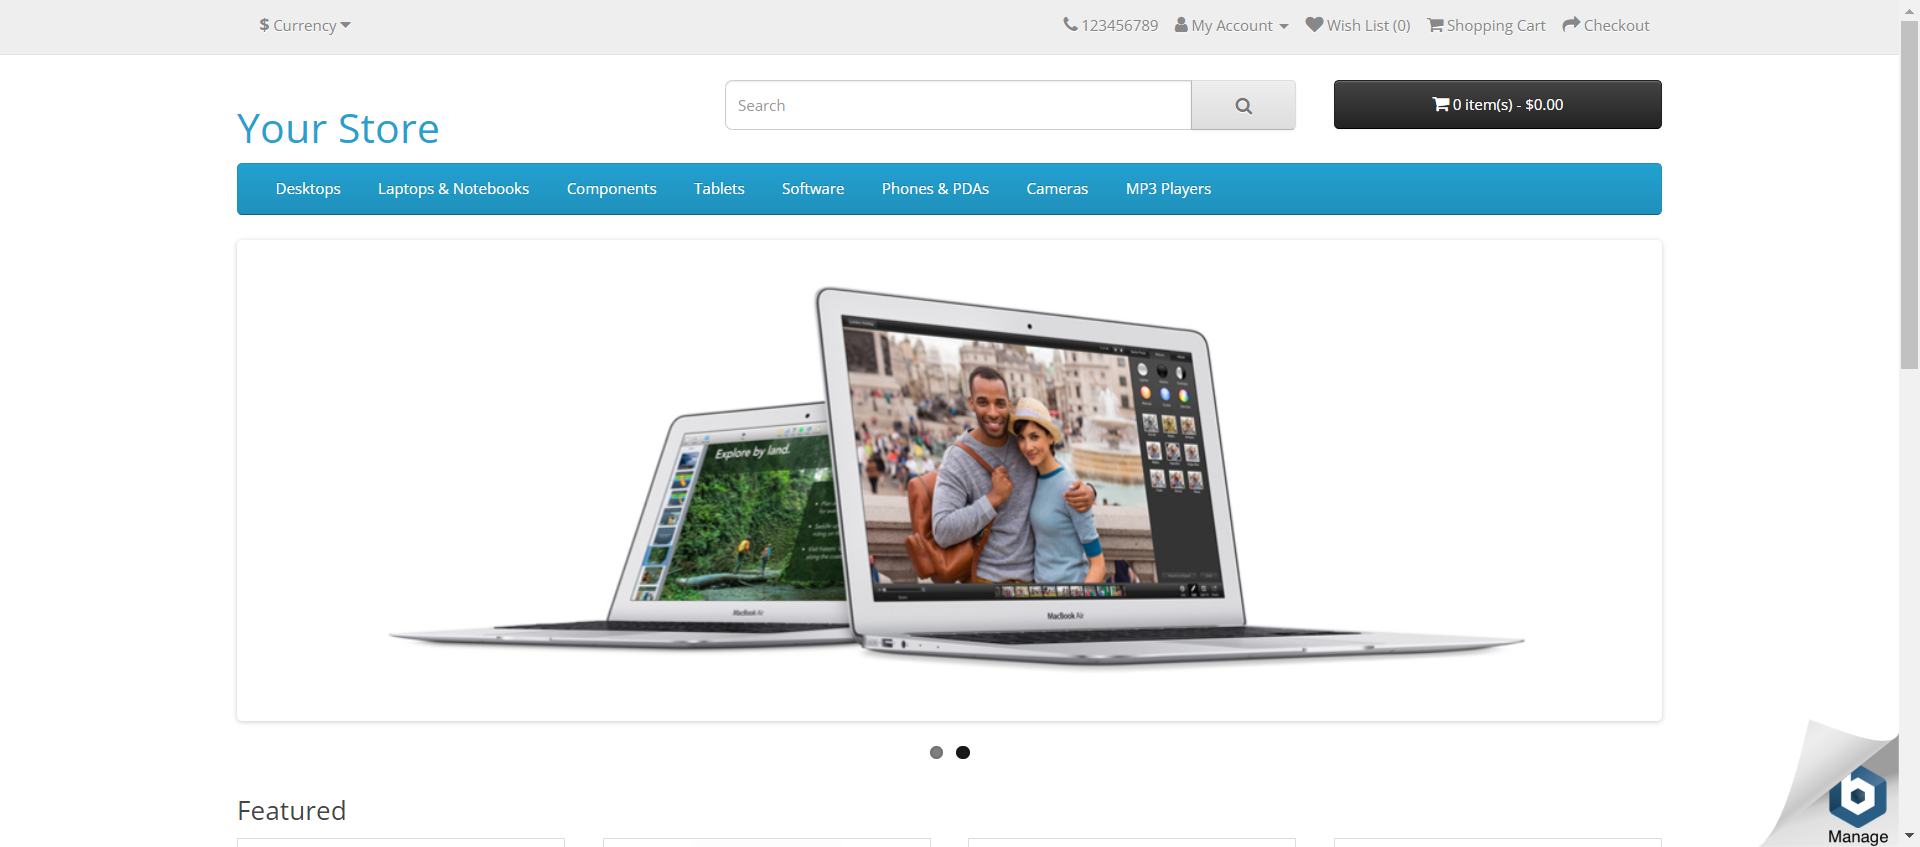 $ Currency
123456789 My Account Wish List (0) Shopping Cart Checkout
Search
0 item(s) - $0.00
Your Store
Desktops Laptops & Notebooks Components Tablets Software Phones & PDAs Cameras MP3 Players
Explore by land.
MacBook Air
MacBook Air
Featured
b
Manage